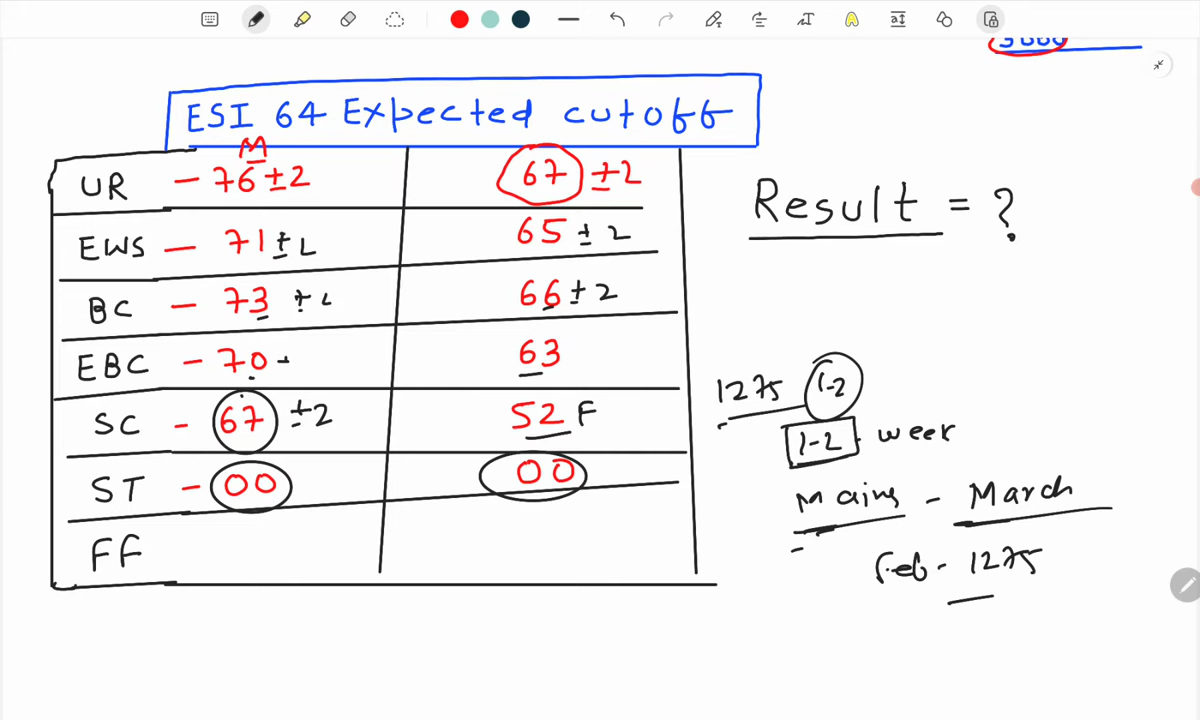 5000
ESI 64 Expected cutoff
M
UR - 76 ± 2 67 ± 2
EWS - 71 ± 2 65 ± 2
BC - 73 ± 66 ± 2
EBC - 70 + 63
SC - 67 ± 2 52 F
ST - 00 00
FF
Result = ?
1275 1-2
1-2 week
Mains - March
Feb - 1275